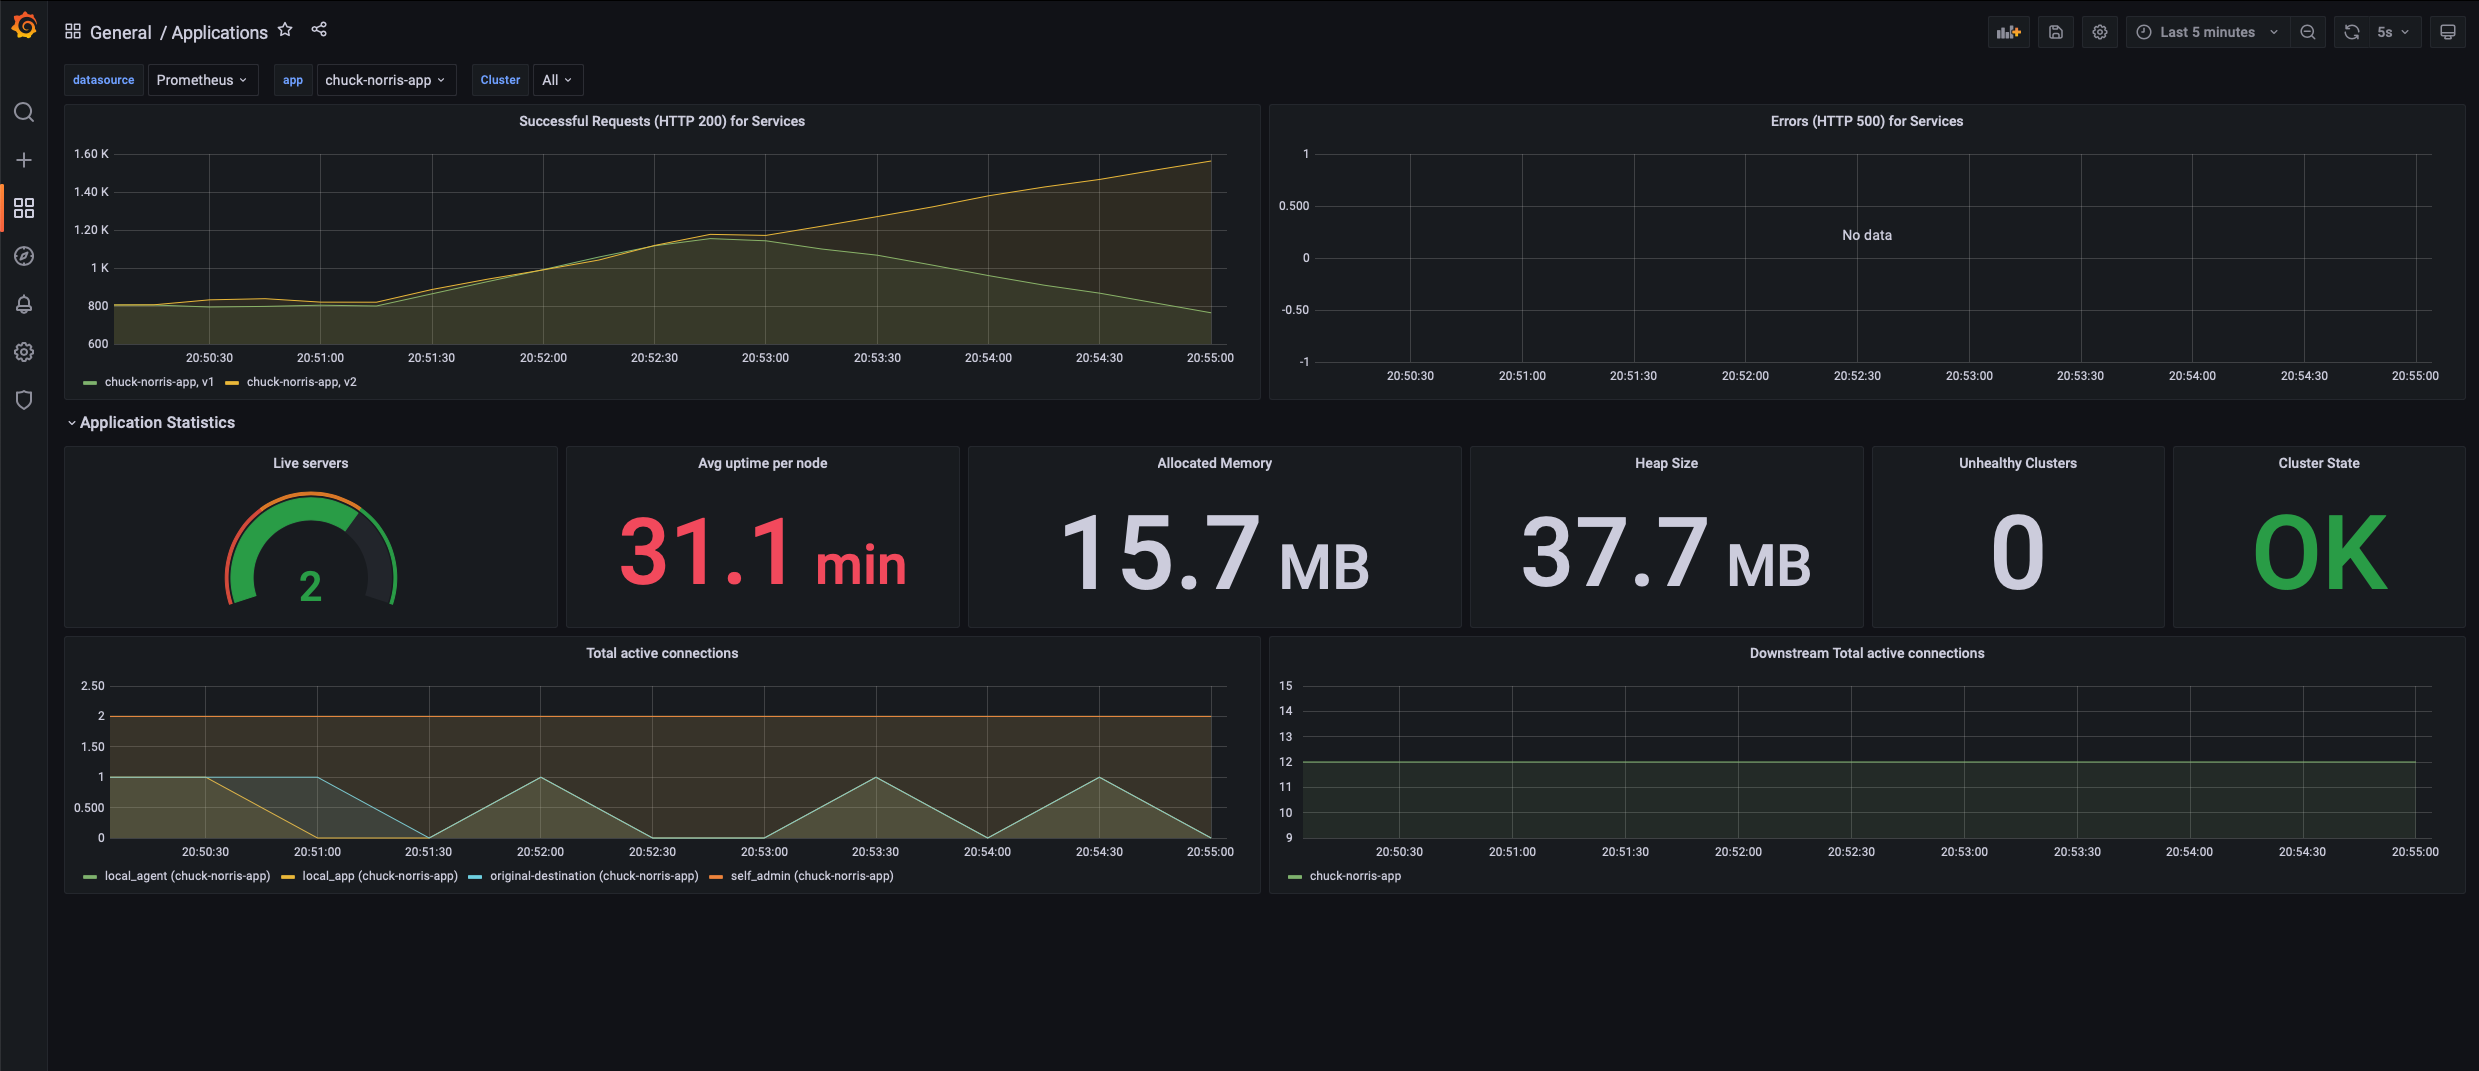 General / Applications
Last 5 minutes
5s
datasource Prometheus app chuck-norris-app Cluster All
Successful Requests (HTTP 200) for Services
1.60 K
1.40 K
1.20 K
1 K
800
600
20:50:30 20:51:00 20:51:30 20:52:00 20:52:30 20:53:00 20:53:30 20:54:00 20:54:30 20:55:00
chuck-norris-app, v1 chuck-norris-app, v2
Errors (HTTP 500) for Services
1
0.500
0
-0.50
-1
No data
20:50:30 20:51:00 20:51:30 20:52:00 20:52:30 20:53:00 20:53:30 20:54:00 20:54:30 20:55:00
Application Statistics
Live servers
2
Avg uptime per node
31.1 min
Allocated Memory
15.7 MB
Heap Size
37.7 MB
Unhealthy Clusters
0
Cluster State
OK
Total active connections
2.50
2
1.50
1
0.500
0
20:50:30 20:51:00 20:51:30 20:52:00 20:52:30 20:53:00 20:53:30 20:54:00 20:54:30 20:55:00
local_agent (chuck-norris-app) local_app (chuck-norris-app) original-destination (chuck-norris-app) self_admin (chuck-norris-app)
Downstream Total active connections
15
14
13
12
11
10
9
20:50:30 20:51:00 20:51:30 20:52:00 20:52:30 20:53:00 20:53:30 20:54:00 20:54:30 20:55:00
chuck-norris-app